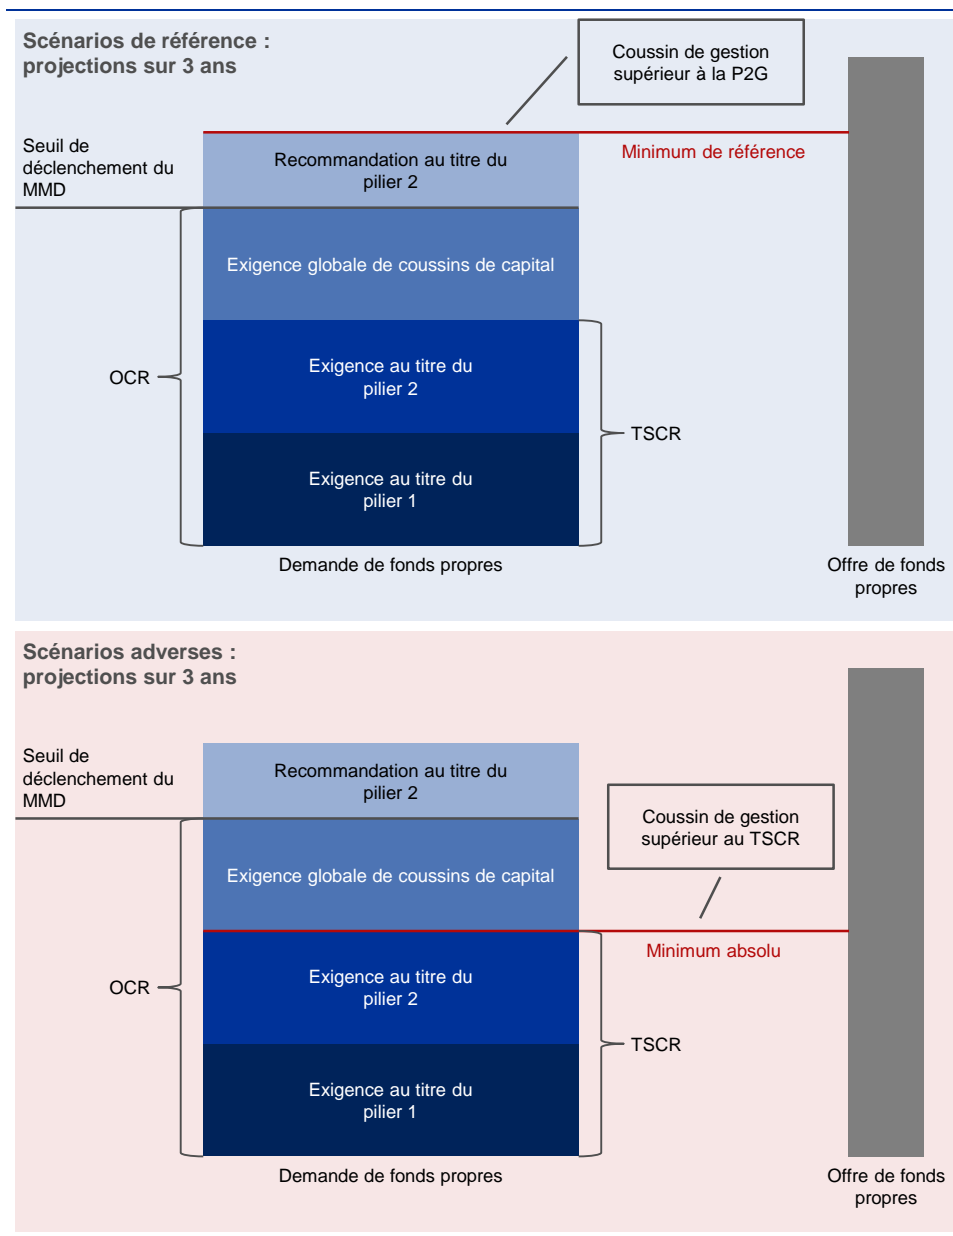 Scénarios de référence :
projections sur 3 ans
Coussin de gestion
supérieur à la P2G
Seuil de
déclenchement du
MMD
Recommandation au titre du
pilier 2
Minimum de référence
Exigence globale de coussins de capital
Exigence au titre du
pilier 2
OCR
TSCR
Exigence au titre du
pilier 1
Demande de fonds propres
Offre de fonds
propres
Scénarios adverses :
projections sur 3 ans
Seuil de
déclenchement du
MMD
Recommandation au titre du
pilier 2
Coussin de gestion
supérieur au TSCR
Exigence globale de coussins de capital
Minimum absolu
Exigence au titre du
pilier 2
OCR
TSCR
Exigence au titre du
pilier 1
Demande de fonds propres
Offre de fonds
propres